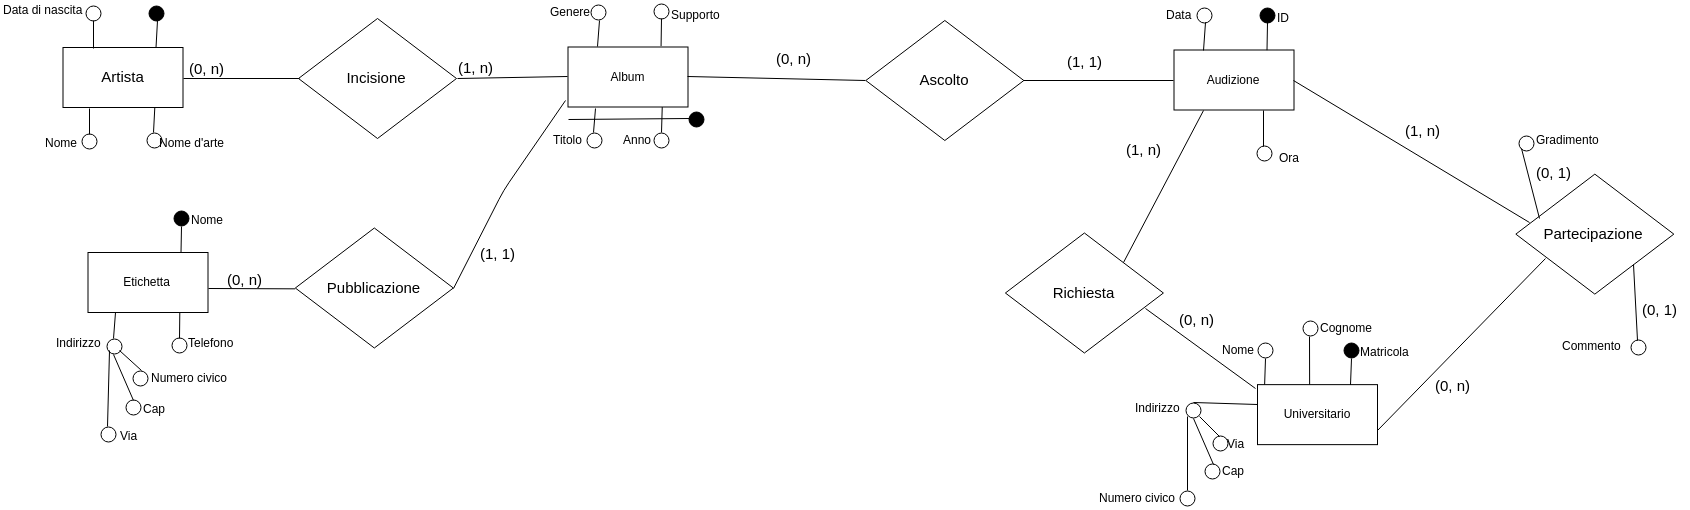 Data di nascita
Genere
Supporto
Data
ID
Artista
(0, n)
Incisione
(1, n)
Album
(0, n)
Ascolto
(1, 1)
Audizione
Nome
Nome d'arte
Titolo
Anno
Ora
(1, n)
(1, n)
Gradimento
(0, 1)
Nome
Etichetta
(0, n)
Pubblicazione
(1, 1)
Richiesta
Partecipazione
Indirizzo
Telefono
Numero civico
Cap
Via
(0, n)
Cognome
Nome
Matricola
(0, 1)
Commento
(0, n)
Indirizzo
Universitario
Via
Cap
Numero civico